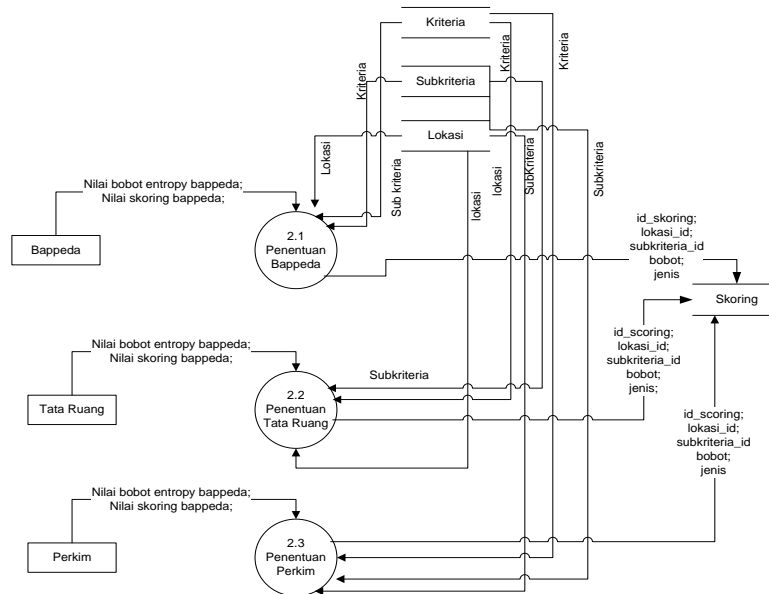 Kriteria
Kriteria
Kriteria
Kriteria
Subkriteria
Lokasi
Lokasi
Sub kriteria
lokasi
lokasi
SubKriteria
Subkriteria
Nilai bobot entropy bappeda;
Nilai skoring bappeda;
Bappeda
2.1
Penentuan
Bappeda
id_skoring;
lokasi_id;
subkriteria_id
bobot;
jenis
Skoring
id_scoring;
lokasi_id;
subkriteria_id
bobot;
jenis;
Nilai bobot entropy bappeda;
Nilai skoring bappeda;
Tata Ruang
Subkriteria
2.2
Penentuan
Tata Ruang
id_scoring;
lokasi_id;
subkriteria_id
bobot;
jenis
Nilai bobot entropy bappeda;
Nilai skoring bappeda;
Perkim
2.3
Penentuan
Perkim